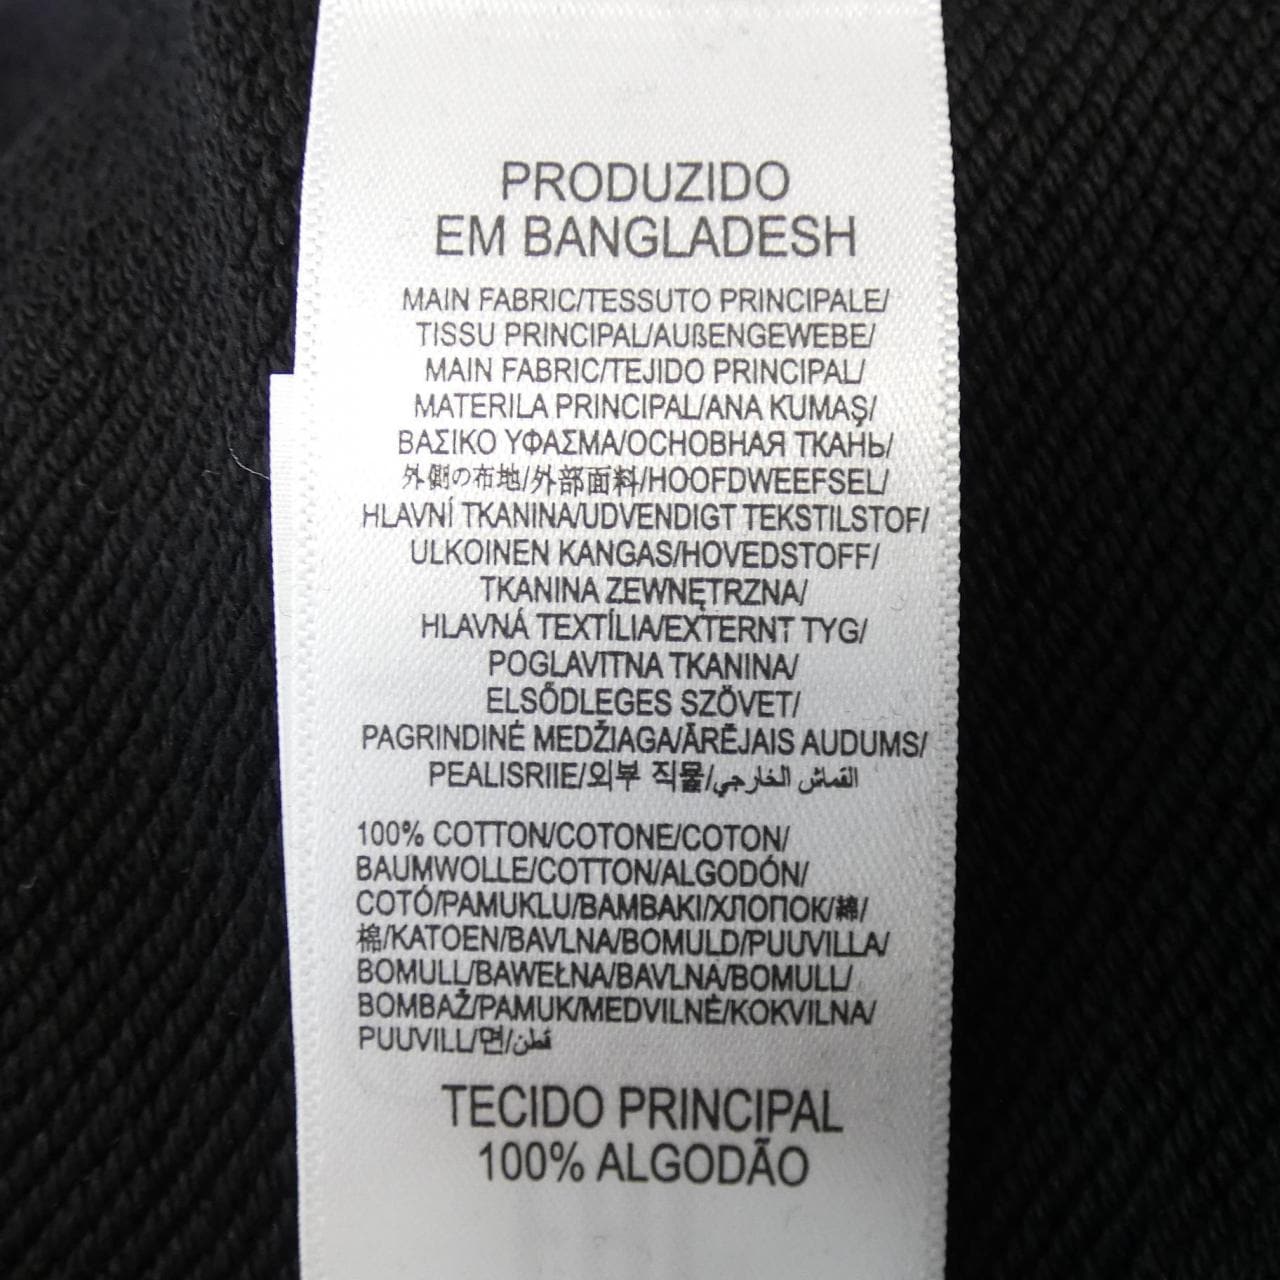 PRODUZIDO
EM BANGLADESH
MAIN FABRIC/TESSUTO PRINCIPALE/
TISSU PRINCIPAL/AUßENGEWEBE/
MAIN FABRIC/TEJIDO PRINCIPAL/
MATERILA PRINCIPAL/ANA KUMAŞ/
ΒΑΣΙΚΟ ΥΦΑΣΜΑ/ОСНОВНАЯ ТКАНЬ/
外側の布地/外部面料/HOOFDWEEFSEL/
HLAVNÍ TKANINA/UDVENDIGT TEKSTILSTOF/
ULKOINEN KANGAS/HOVEDSTOFF/
TKANINA ZEWNĘTRZNA/
HLAVNÁ TEXTÍLIA/EXTERNT TYG/
POGLAVITNA TKANINA/
ELSŐDLEGES SZÖVET/
PAGRINDINĖ MEDŽIAGA/ĀRĒJAIS AUDUMS/
PEALISRIIE/외부 직물/القماش الخارجي
100% COTTON/COTONE/COTON/
BAUMWOLLE/COTTON/ALGODÓN/
COTÓ/PAMUKLU/ΒΑΜΒΑΚΙ/ХЛОПОК/綿/
棉/KATOEN/BAVLNA/BOMULD/PUUVILLA/
BOMULL/BAWEŁNA/BAVLNA/BOMULL/
BOMBAŽ/PAMUK/MEDVILNĖ/KOKVILNA/
PUUVILL/면/قطن
TECIDO PRINCIPAL
100% ALGODÃO